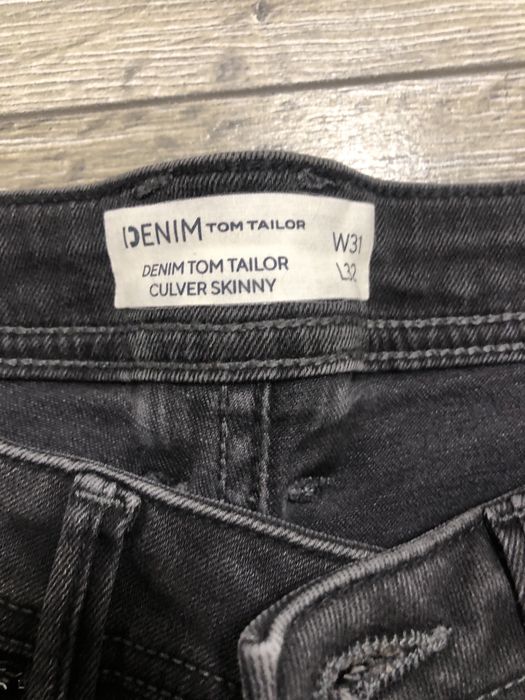 DENIM TOM TAILOR
W31
DENIM TOM TAILOR
L32
CULVER SKINNY